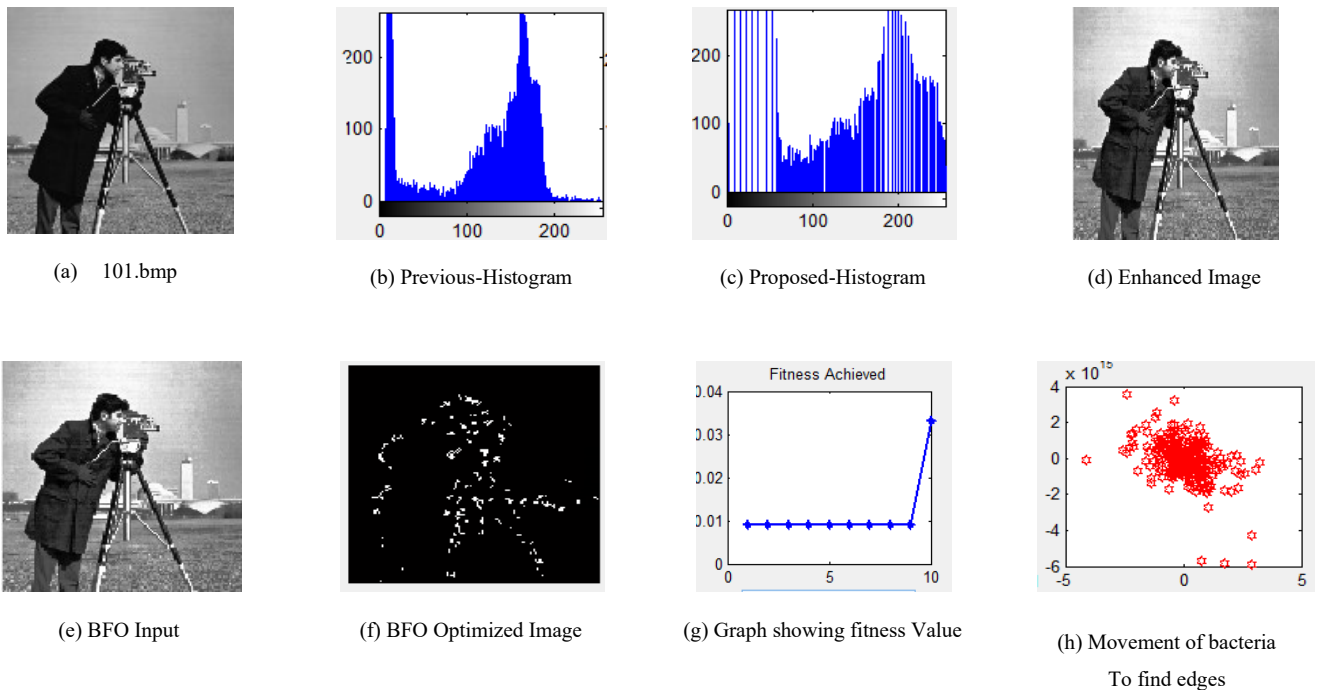 200
100
0
0 100 200
200
100
0
0 100 200
(a) 101.bmp
(b) Previous-Histogram
(c) Proposed-Histogram
(d) Enhanced Image
Fitness Achieved
0.04
0.03
0.02
0.01
0
0 5 10
x 10^15
4
2
0
-2
-4
-6
-5 0 5
(e) BFO Input
(f) BFO Optimized Image
(g) Graph showing fitness Value
(h) Movement of bacteria
To find edges